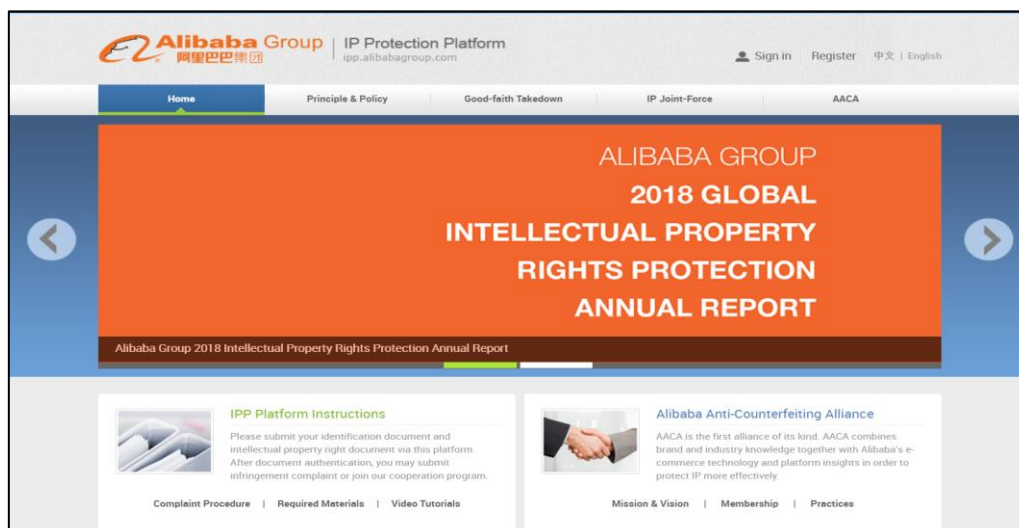 Alibaba Group
阿里巴巴集团
IP Protection Platform
ipp.alibabagroup.com
Sign in Register 中文 | English
Home Principle & Policy Good-faith Takedown IP Joint-Force AACA
ALIBABA GROUP
2018 GLOBAL
INTELLECTUAL PROPERTY
RIGHTS PROTECTION
ANNUAL REPORT
Alibaba Group 2018 Intellectual Property Rights Protection Annual Report
IPP Platform Instructions
Please submit your identification document and
intellectual property right document via this platform.
After document authentication, you may submit
infringement complaint or join our cooperation program.
Complaint Procedure | Required Materials | Video Tutorials
Alibaba Anti-Counterfeiting Alliance
AACA is the first alliance of its kind. AACA combines
brand and industry knowledge together with Alibaba's e-
commerce technology and platform insights in order to
protect IP more effectively.
Mission & Vision | Membership | Practices